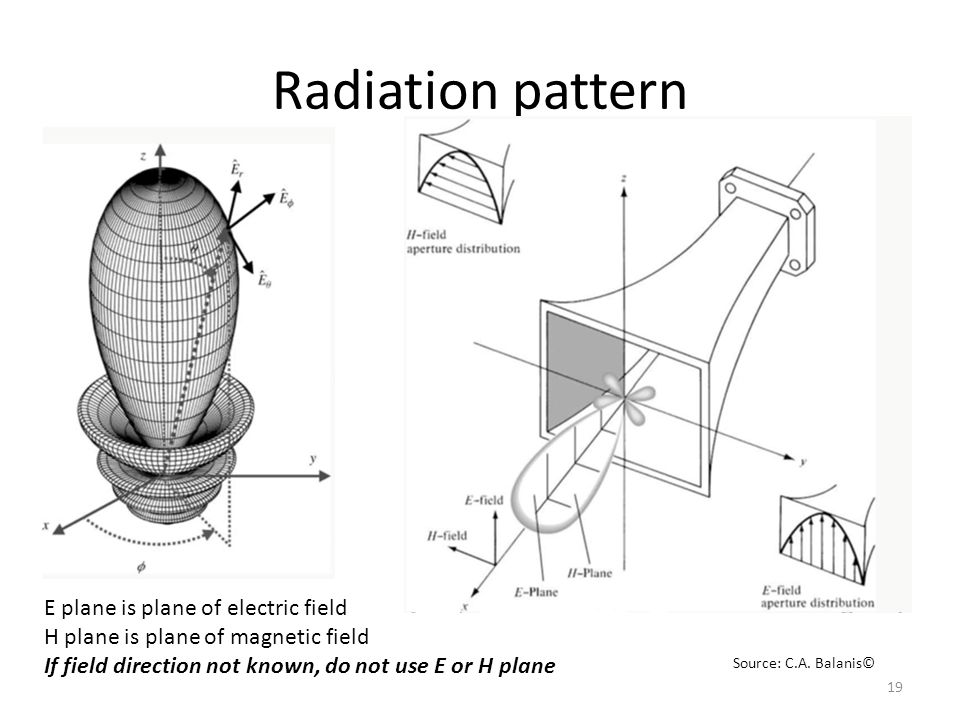 Radiation pattern
z
Êr
Êϕ
Êθ
θ
y
x
ϕ
H-field
aperture distribution
z
y
E-field
H-field
x
E-Plane
H-Plane
E-field
aperture distribution
E plane is plane of electric field
H plane is plane of magnetic field
If field direction not known, do not use E or H plane
Source: C.A. Balanis©
19